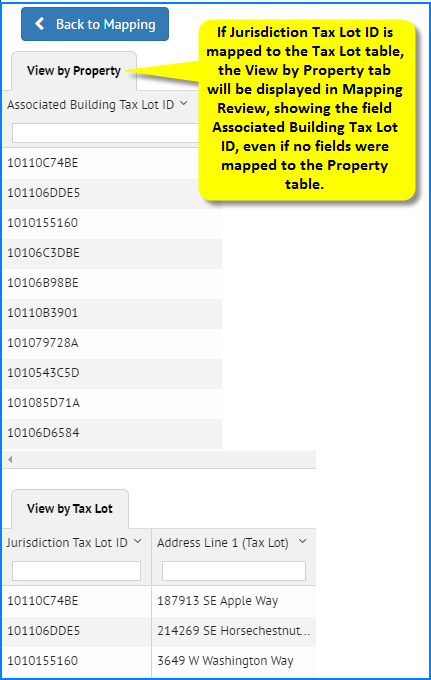 Back to Mapping
If Jurisdiction Tax Lot ID is
mapped to the Tax Lot table,
the View by Property tab
will be displayed in Mapping
Review, showing the field
Associated Building Tax Lot
ID, even if no fields were
mapped to the Property
table.
View by Property
Associated Building Tax Lot ID
10110C74BE
101106DDE5
1010155160
10106C3DBE
10106B98BE
10110B3901
101079728A
1010543C5D
101085D71A
10106D6584
View by Tax Lot
Jurisdiction Tax Lot ID Address Line 1 (Tax Lot)
10110C74BE 187913 SE Apple Way
101106DDE5 214269 SE Horsechestnut...
1010155160 3649 W Washington Way